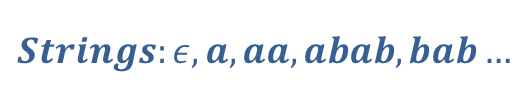 Strings: ϵ, a, aa, abab, bab ...